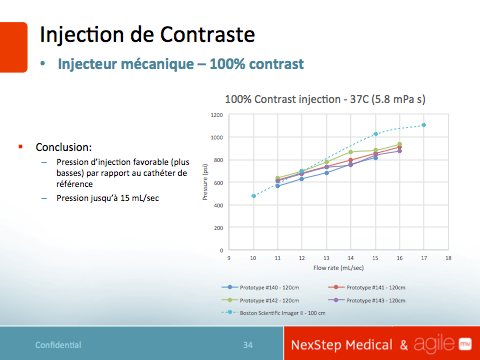 Injection de Contraste
• Injecteur mécanique – 100% contrast
Conclusion:
– Pression d'injection favorable (plus
basses) par rapport au cathéter de
référence
– Pression jusqu'à 15 mL/sec
100% Contrast injection - 37C (5.8 mPa s)
Pressure (psi)
1200
1000
800
600
400
200
0
9 10 11 12 13 14 15 16 17 18
Flow rate (mL/sec)
Prototype #140 - 120cm
Prototype #141 - 120cm
Prototype #142 - 120cm
Prototype #143 - 120cm
Boston Scientific Imager II - 100 cm
Confidential
34
NexStep Medical & agile mv